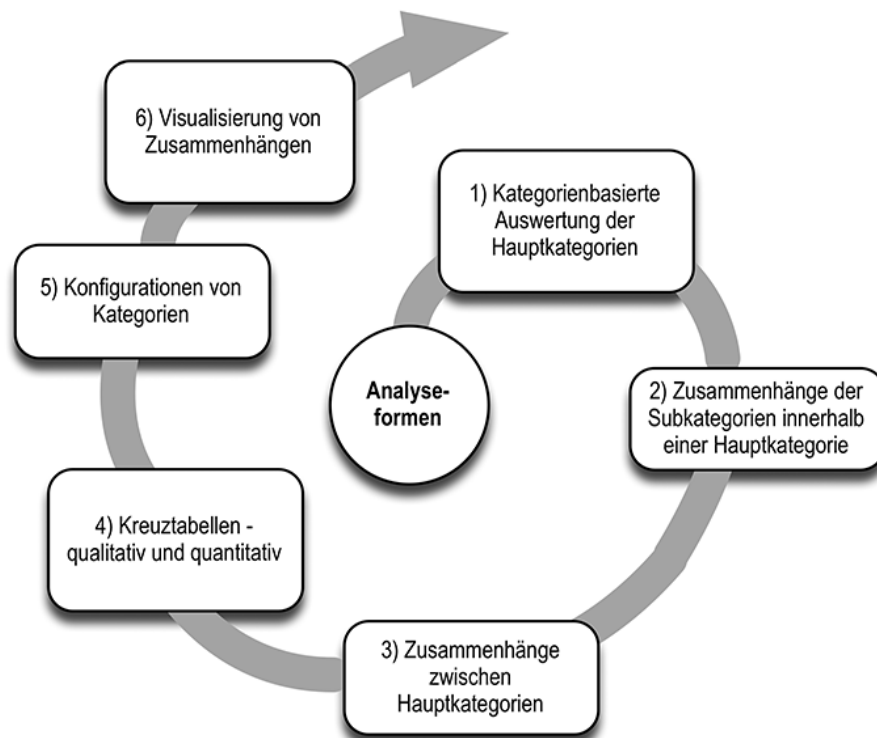 Analyse-
formen
1) Kategorienbasierte
Auswertung der
Hauptkategorien
2) Zusammenhänge der
Subkategorien innerhalb
einer Hauptkategorie
3) Zusammenhänge
zwischen
Hauptkategorien
4) Kreuztabellen -
qualitativ und quantitativ
5) Konfigurationen von
Kategorien
6) Visualisierung von
Zusammenhängen